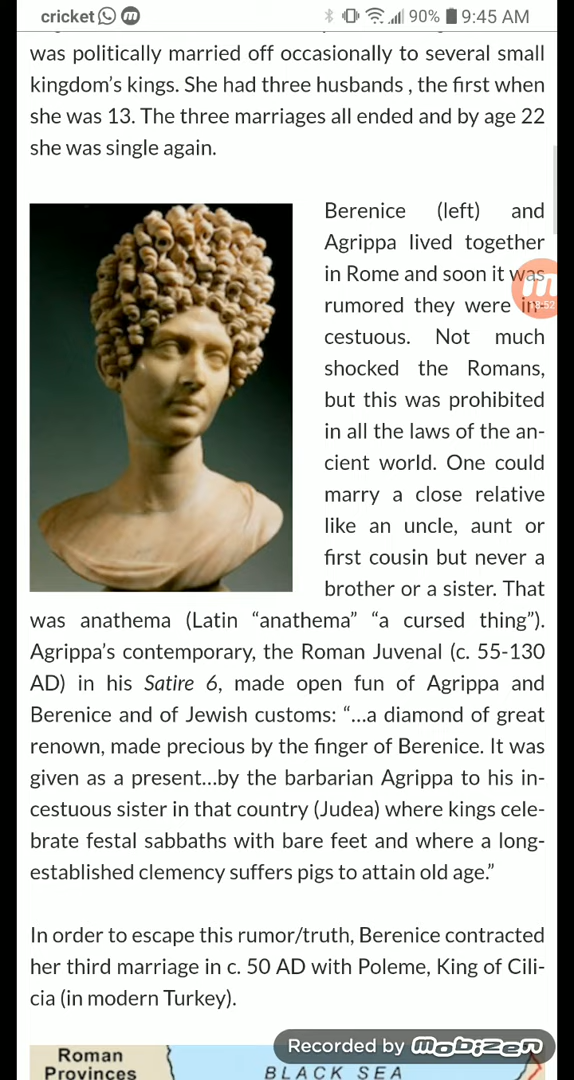 cricket m 90% 9:45 AM
was politically married off occasionally to several small
kingdom’s kings. She had three husbands , the first when
she was 13. The three marriages all ended and by age 22
she was single again.
Berenice (left) and
Agrippa lived together
in Rome and soon it was
rumored they were in-
cestuous. Not much
shocked the Romans,
but this was prohibited
in all the laws of the an-
cient world. One could
marry a close relative
like an uncle, aunt or
first cousin but never a
brother or a sister. That
was anathema (Latin “anathema” “a cursed thing”).
Agrippa’s contemporary, the Roman Juvenal (c. 55-130
AD) in his Satire 6, made open fun of Agrippa and
Berenice and of Jewish customs: “…a diamond of great
renown, made precious by the finger of Berenice. It was
given as a present…by the barbarian Agrippa to his in-
cestuous sister in that country (Judea) where kings cele-
brate festal sabbaths with bare feet and where a long-
established clemency suffers pigs to attain old age.”
In order to escape this rumor/truth, Berenice contracted
her third marriage in c. 50 AD with Poleme, King of Cili-
cia (in modern Turkey).
Recorded by mobizen
Roman
Provinces
BLACK SEA